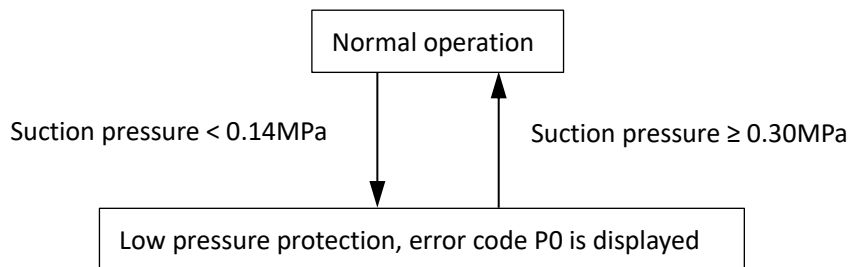 Normal operation
Suction pressure < 0.14MPa
Suction pressure ≥ 0.30MPa
Low pressure protection, error code P0 is displayed